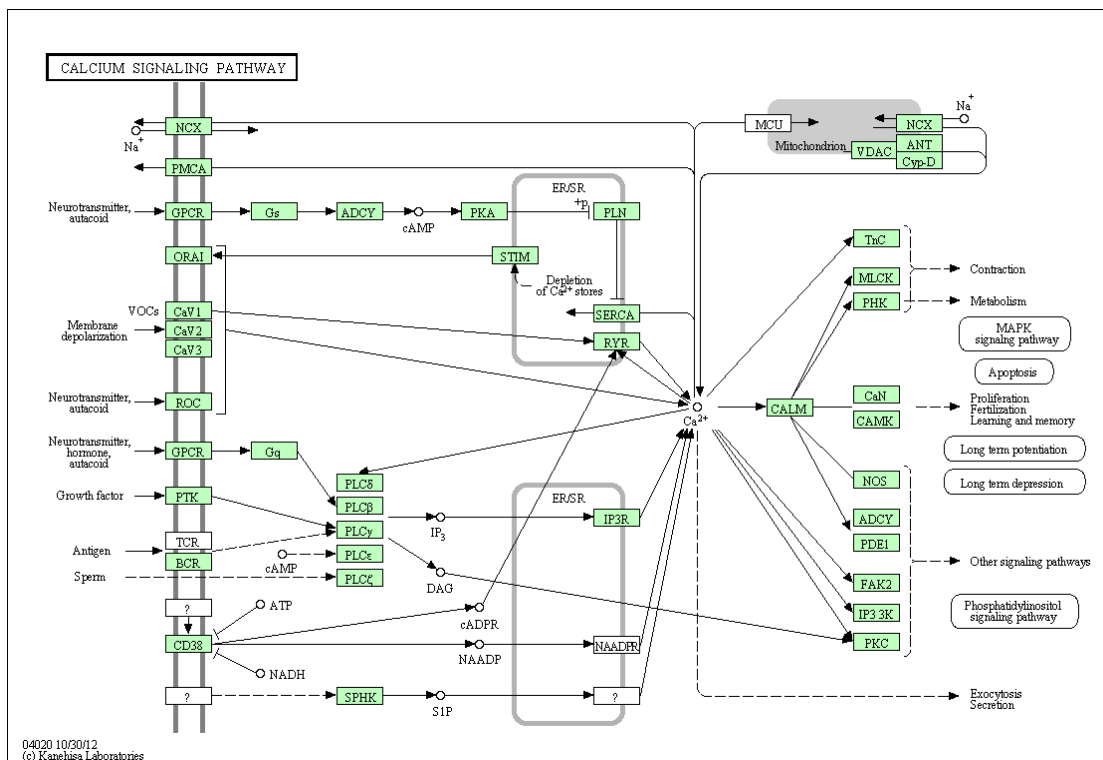 CALCIUM SIGNALING PATHWAY
NCX
Na+
PMCA
Neurotransmitter,
autacoid
GPCR
Gs
ADCY
cAMP
PKA
ER/SR
+p
PLN
ORAI
STIM
Depletion
of Ca2+ stores
VOCs
CaV1
CaV2
CaV3
Membrane
depolarization
SERCA
RYR
Neurotransmitter,
autacoid
ROC
MCU
Mitochondrion
NCX
Na+
VDAC
ANT
Cyp-D
TnC
MLCK
PHK
Contraction
Metabolism
MAPK
signaling pathway
Apoptosis
Ca2+
CALM
CaN
CAMK
Proliferation
Fertilization
Learning and memory
Long term potentiation
Long term depression
Neurotransmitter,
hormone,
autacoid
GPCR
Gq
Growth factor
PTK
Antigen
TCR
BCR
Sperm
PLCδ
PLCβ
PLCγ
PLCε
PLCζ
cAMP
IP3
DAG
ER/SR
IP3R
NOS
ADCY
PDE1
FAK2
IP3 3K
PKC
Other signaling pathways
Phosphatidylinositol
signaling pathway
?
ATP
CD38
NADH
cADPR
NAADP
NAADPR
?
SPHK
S1P
?
Exocytosis
Secretion
04020 10/30/12
(c) Kanehisa Laboratories